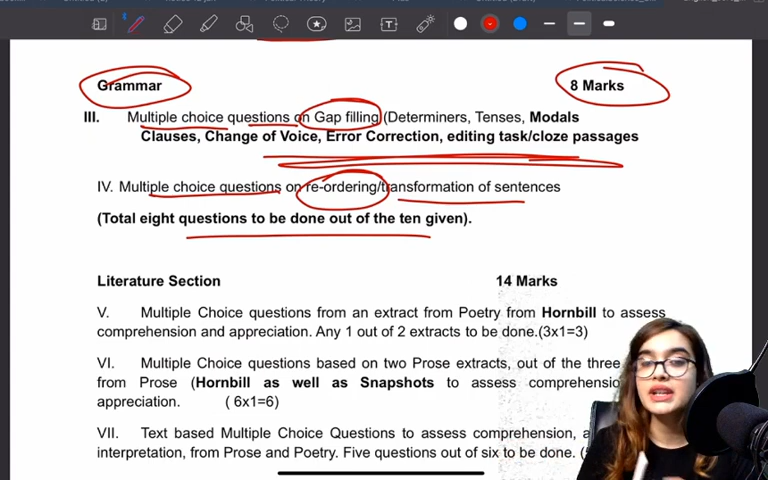 Grammar 8 Marks
III. Multiple choice questions on Gap filling (Determiners, Tenses, Modals
Clauses, Change of Voice, Error Correction, editing task/cloze passages
IV. Multiple choice questions on re-ordering/transformation of sentences
(Total eight questions to be done out of the ten given).
Literature Section 14 Marks
V. Multiple Choice questions from an extract from Poetry from Hornbill to assess
comprehension and appreciation. Any 1 out of 2 extracts to be done.(3x1=3)
VI. Multiple Choice questions based on two Prose extracts, out of the three
from Prose (Hornbill as well as Snapshots to assess comprehensio
appreciation. ( 6x1=6)
VII. Text based Multiple Choice Questions to assess comprehension, a
interpretation, from Prose and Poetry. Five questions out of six to be done. (